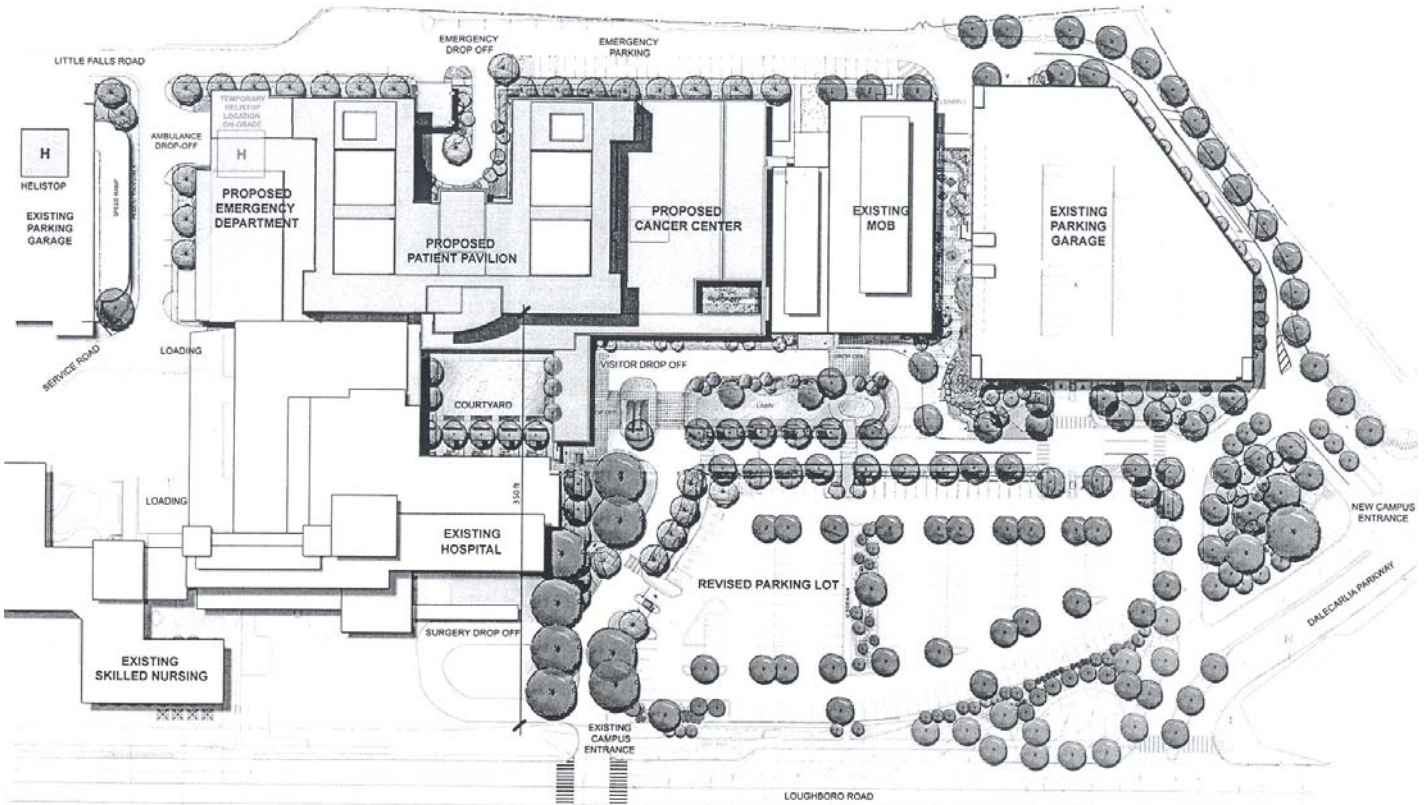 EMERGENCY
DROP OFF
EMERGENCY
PARKING
LITTLE FALLS ROAD
TEMPORARY
HELISTOP
LOCATION
ON GRADE
AMBULANCE
DROP-OFF
H
H
HELISTOP
EXISTING
PARKING
GARAGE
SPEED RAMP
PROPOSED
EMERGENCY
DEPARTMENT
PROPOSED
PATIENT PAVILION
PROPOSED
CANCER CENTER
EXISTING
MOB
EXISTING
PARKING
GARAGE
SERVICE ROAD
LOADING
VISITOR DROP OFF
COURTYARD
LAWN
350 ft
LOADING
EXISTING
HOSPITAL
REVISED PARKING LOT
NEW CAMPUS
ENTRANCE
DALECARLIA PARKWAY
SURGERY DROP OFF
EXISTING
SKILLED NURSING
EXISTING
CAMPUS
ENTRANCE
LOUGHBORO ROAD